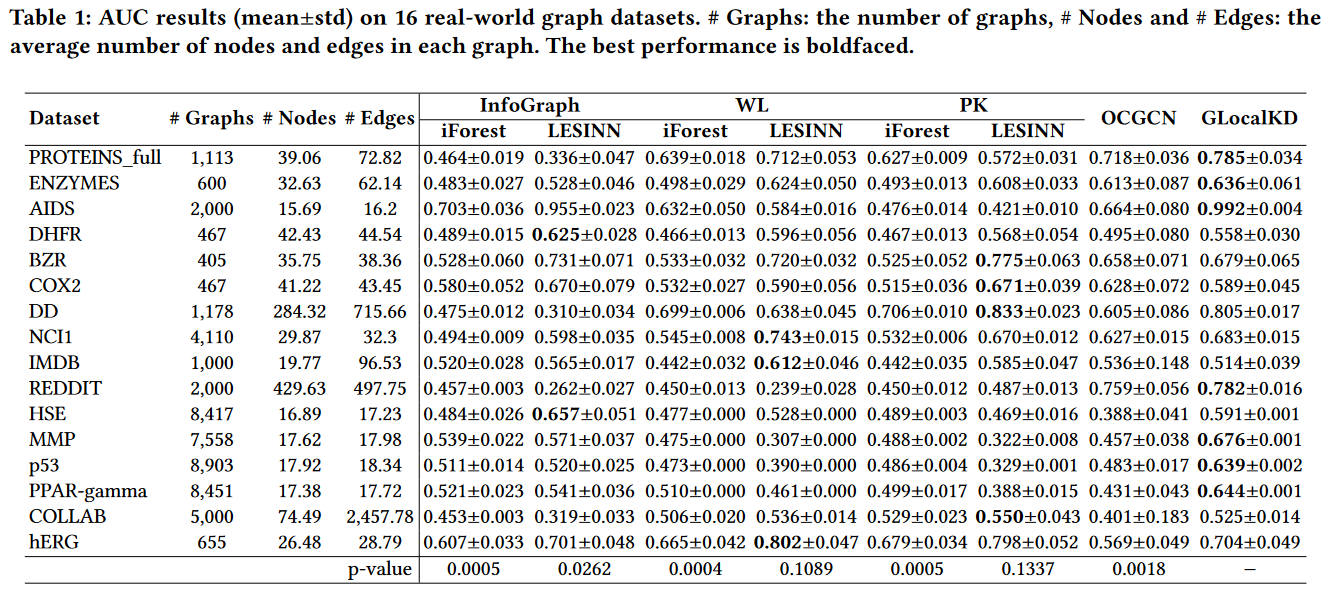 Table 1: AUC results (mean±std) on 16 real-world graph datasets. # Graphs: the number of graphs, # Nodes and # Edges: the
average number of nodes and edges in each graph. The best performance is boldfaced.
Dataset # Graphs # Nodes # Edges InfoGraph WL PK OCGCN GLocalKD
iForest LESINN iForest LESINN iForest LESINN
PROTEINS_full 1,113 39.06 72.82 0.464±0.019 0.336±0.047 0.639±0.018 0.712±0.053 0.627±0.009 0.572±0.031 0.718±0.036 0.785±0.034
ENZYMES 600 32.63 62.14 0.483±0.027 0.528±0.046 0.498±0.029 0.624±0.050 0.493±0.013 0.608±0.033 0.613±0.087 0.636±0.061
AIDS 2,000 15.69 16.2 0.703±0.036 0.955±0.023 0.632±0.050 0.584±0.016 0.476±0.014 0.421±0.010 0.664±0.080 0.992±0.004
DHFR 467 42.43 44.54 0.489±0.015 0.625±0.028 0.466±0.013 0.596±0.056 0.467±0.013 0.568±0.054 0.495±0.080 0.558±0.030
BZR 405 35.75 38.36 0.528±0.060 0.731±0.071 0.533±0.032 0.720±0.032 0.525±0.052 0.775±0.063 0.658±0.071 0.679±0.065
COX2 467 41.22 43.45 0.580±0.052 0.670±0.079 0.532±0.027 0.590±0.056 0.515±0.036 0.671±0.039 0.628±0.072 0.589±0.045
DD 1,178 284.32 715.66 0.475±0.012 0.310±0.034 0.699±0.006 0.638±0.045 0.706±0.010 0.833±0.023 0.605±0.086 0.805±0.017
NCI1 4,110 29.87 32.3 0.494±0.009 0.598±0.035 0.545±0.008 0.743±0.015 0.532±0.006 0.670±0.012 0.627±0.015 0.683±0.015
IMDB 1,000 19.77 96.53 0.520±0.028 0.565±0.017 0.442±0.032 0.612±0.046 0.442±0.035 0.585±0.047 0.536±0.148 0.514±0.039
REDDIT 2,000 429.63 497.75 0.457±0.003 0.262±0.027 0.450±0.013 0.239±0.028 0.450±0.012 0.487±0.013 0.759±0.056 0.782±0.016
HSE 8,417 16.89 17.23 0.484±0.026 0.657±0.051 0.477±0.000 0.528±0.000 0.489±0.003 0.469±0.016 0.388±0.041 0.591±0.001
MMP 7,558 17.62 17.98 0.539±0.022 0.571±0.037 0.475±0.000 0.307±0.000 0.488±0.002 0.322±0.008 0.457±0.038 0.676±0.001
p53 8,903 17.92 18.34 0.511±0.014 0.520±0.025 0.473±0.000 0.390±0.000 0.486±0.004 0.329±0.001 0.483±0.017 0.639±0.002
PPAR-gamma 8,451 17.38 17.72 0.521±0.023 0.541±0.036 0.510±0.000 0.461±0.000 0.499±0.017 0.388±0.015 0.431±0.043 0.644±0.001
COLLAB 5,000 74.49 2,457.78 0.453±0.003 0.319±0.033 0.506±0.020 0.536±0.014 0.529±0.023 0.550±0.043 0.401±0.183 0.525±0.014
hERG 655 26.48 28.79 0.607±0.033 0.701±0.048 0.665±0.042 0.802±0.047 0.679±0.034 0.798±0.052 0.569±0.049 0.704±0.049
p-value 0.0005 0.0262 0.0004 0.1089 0.0005 0.1337 0.0018 –